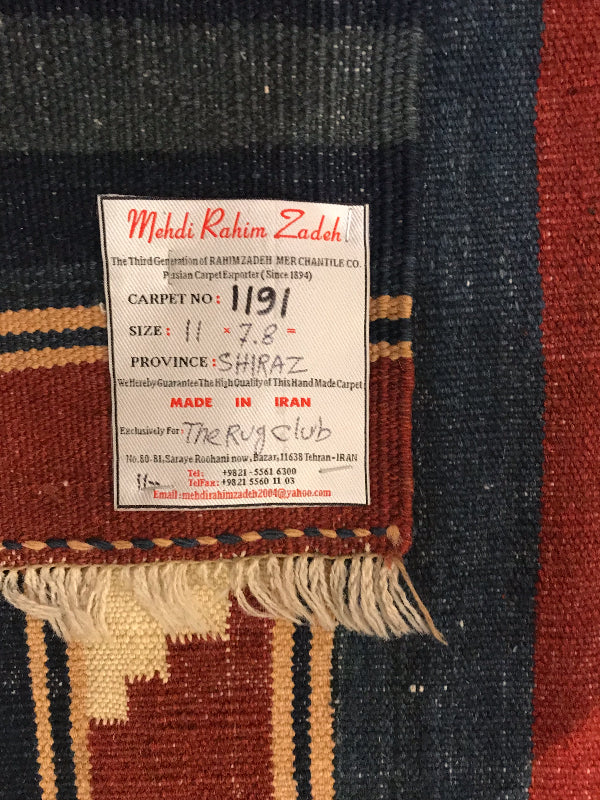 Mehdi Rahim Zadeh
The Third Generation of RAHIMZADEH MERCHANTILE CO.
Persian Carpet Exporter ( Since 1894)
CARPET NO : 1191
SIZE : 11 × 7.8 =
PROVINCE : SHIRAZ
We Hereby Guarantee The High Quality of This Hand Made Carpet
MADE IN IRAN
Exclusively For : The Rug Club
No. 80-81, Saraye Roohani now, Bazar, 11638 Tehran-IRAN
Tel : +9821 - 5561 6300
TelFax : +9821 5560 11 03
Email : mehdirahimzadeh2004@yahoo.com